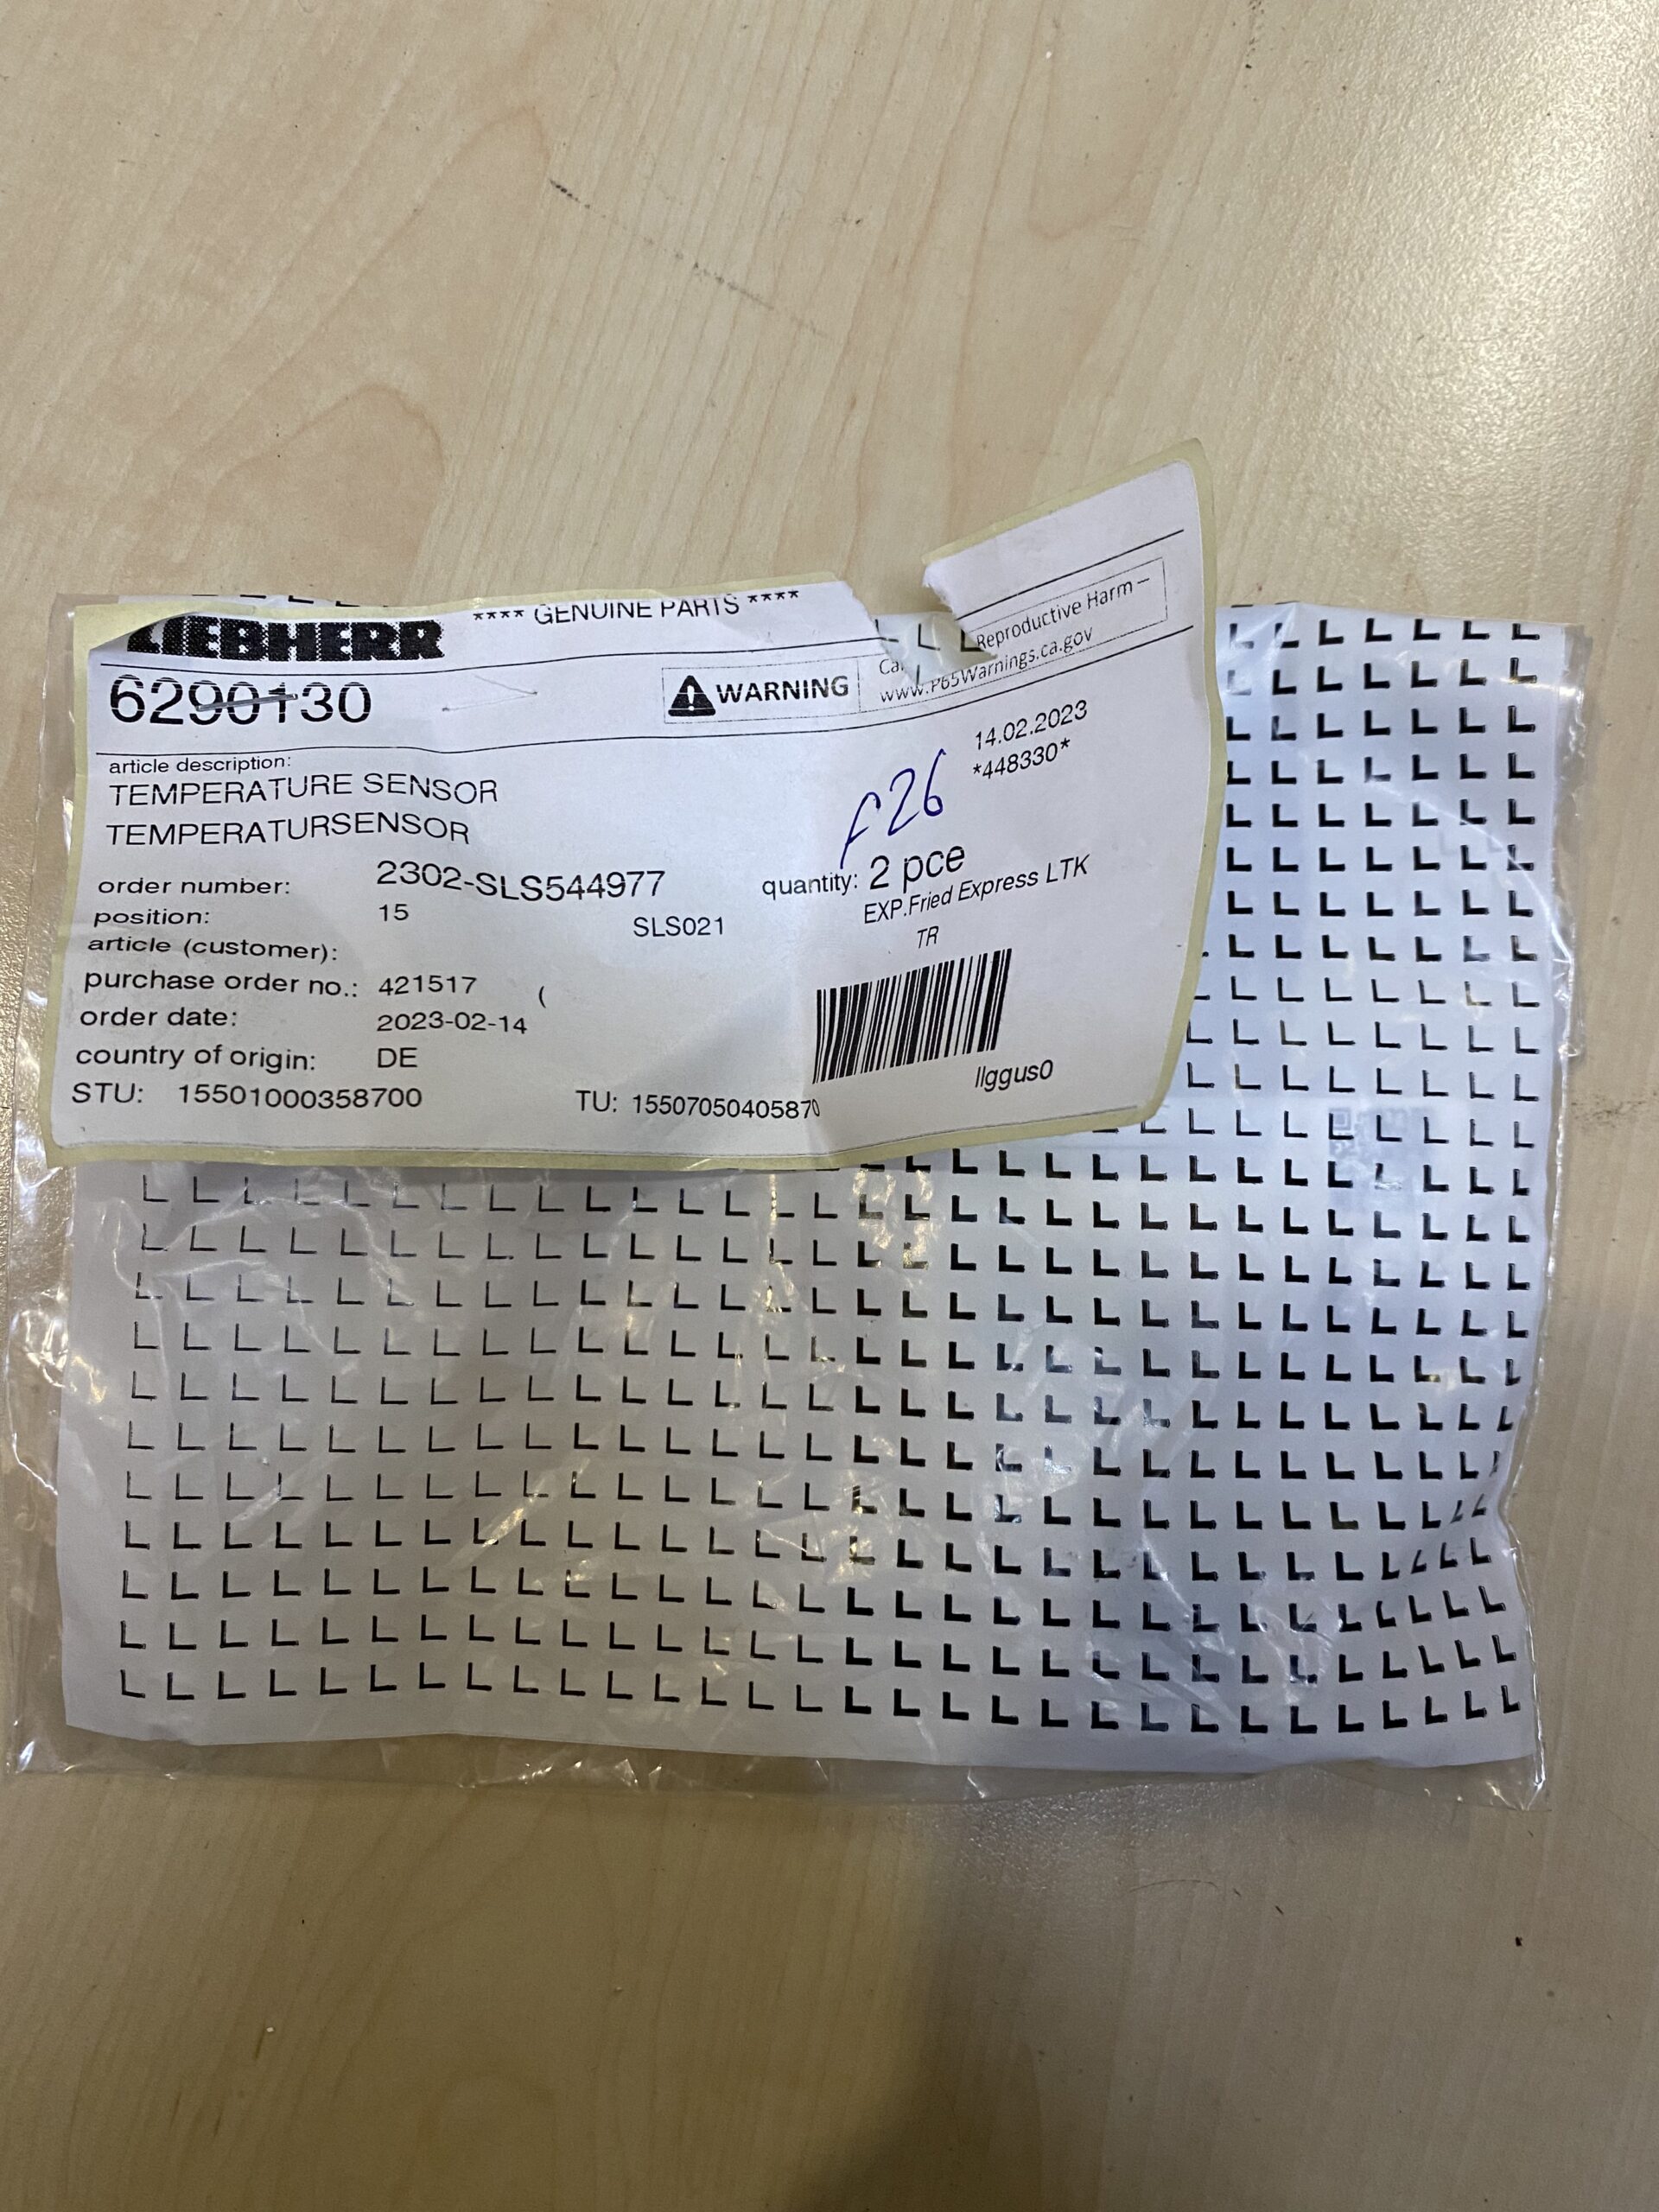 LIEBHERR
**** GENUINE PARTS ****
6290130
WARNING
Reproductive Harm –
www.P65Warnings.ca.gov
14.02.2023
*448330*
article description:
TEMPERATURE SENSOR
TEMPERATURSENSOR
f26
order number: 2302-SLS544977
quantity: 2 pce
position: 15
SLS021
EXP.Fried Express LTK
TR
article (customer):
purchase order no.: 421517 (
order date: 2023-02-14
country of origin: DE
STU: 15501000358700
TU: 15507050405870
llggus0